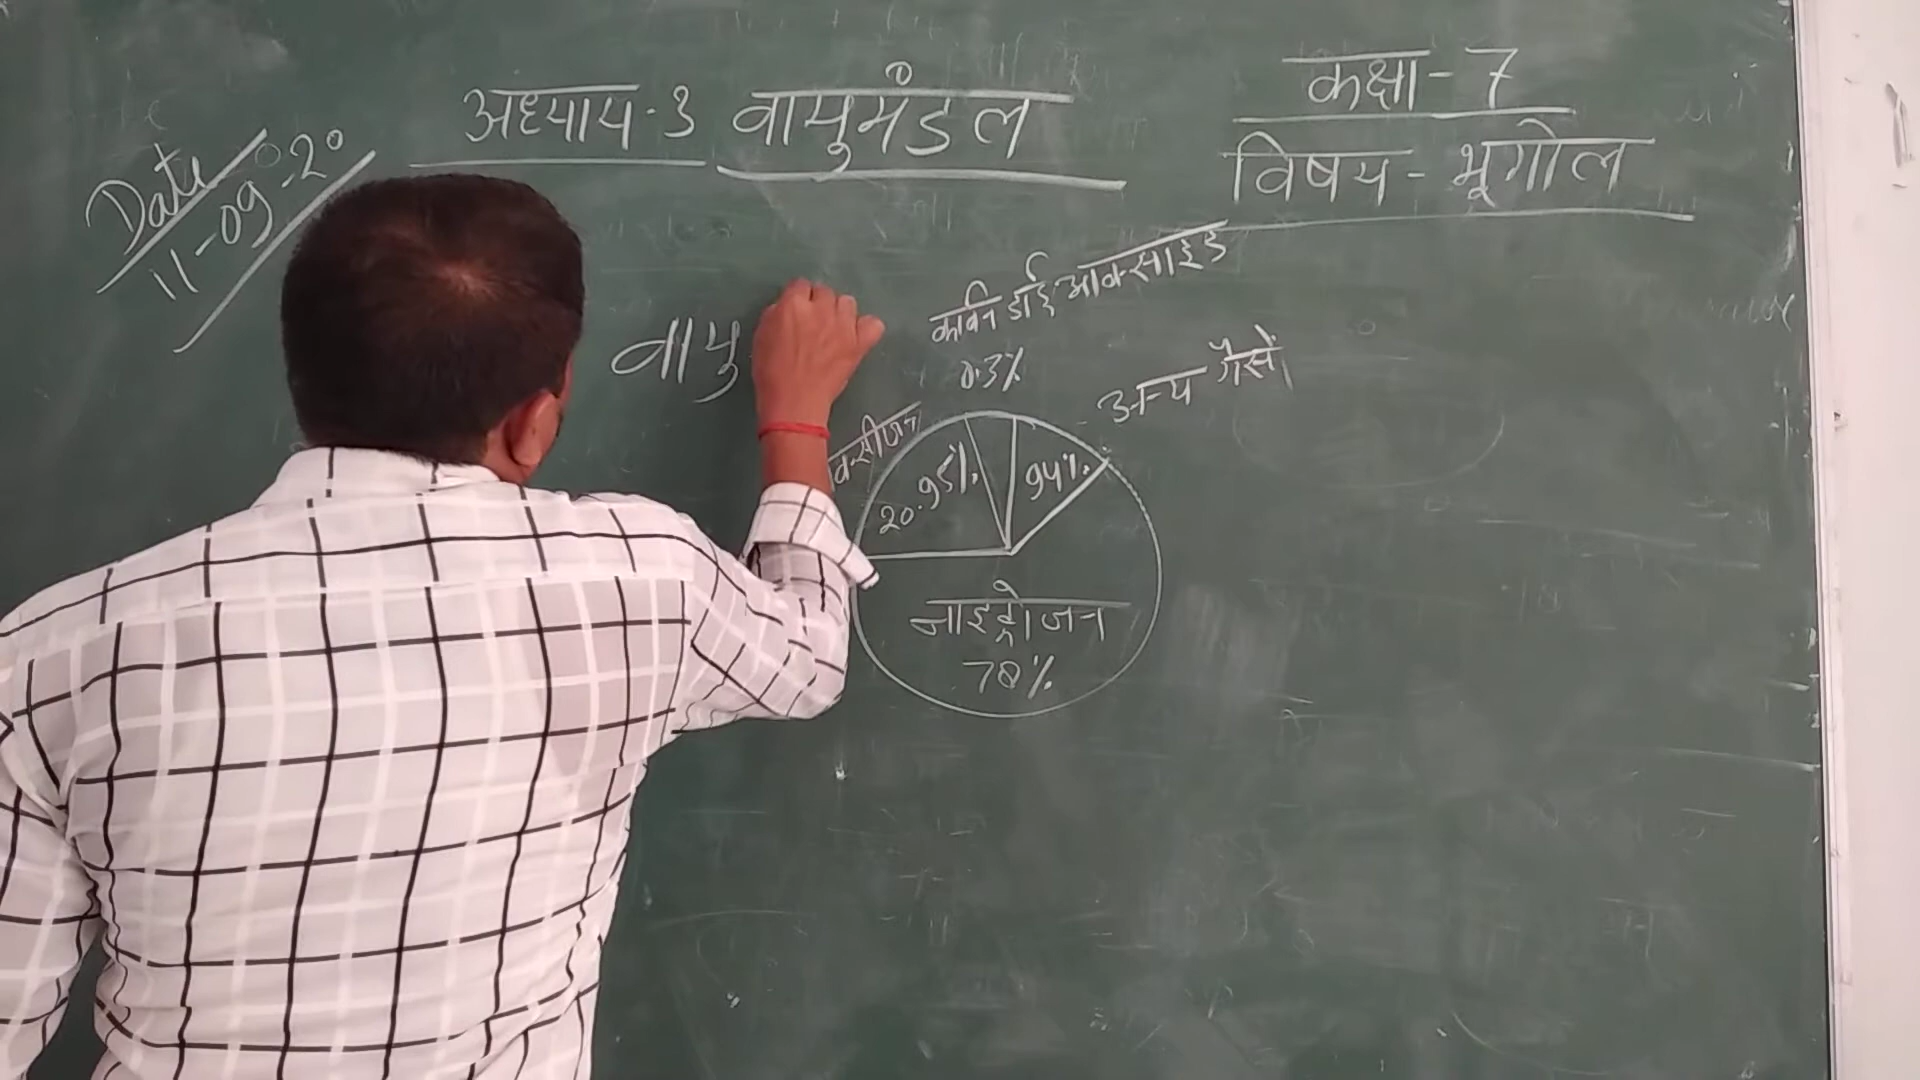 Date
11-09-20
अध्याय-3 वायुमंडल
कक्षा-7
विषय-भूगोल
वायु
कार्बन डाई आक्साइड
0.3%
अन्य गैसें
क्सीजन
20.95%
94%
नाइट्रोजन
78%